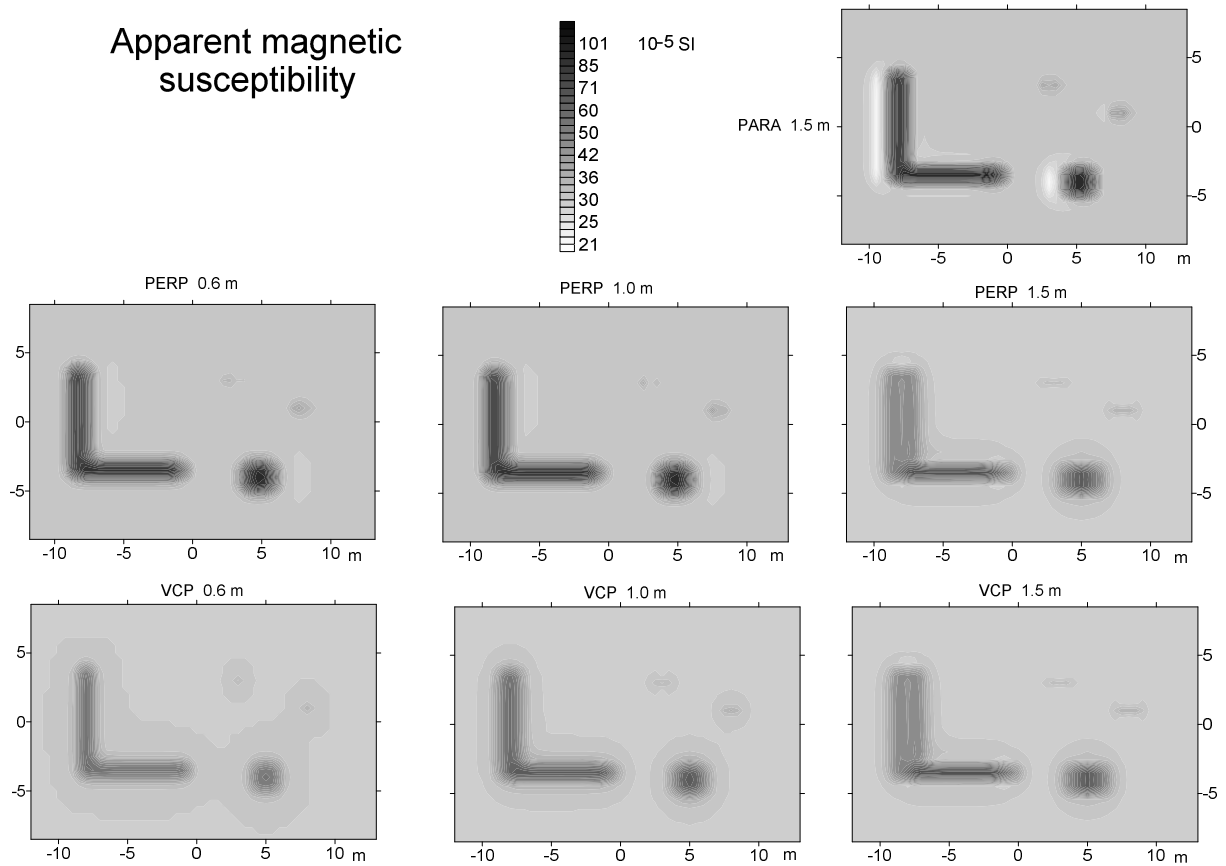 Apparent magnetic
susceptibility
101 10-5 SI
85
71
60
50
42
36
30
25
21
PARA 1.5 m
5
0
-5
-10 -5 0 5 10 m
PERP 0.6 m
5
0
-5
-10 -5 0 5 10 m
PERP 1.0 m
-10 -5 0 5 10 m
PERP 1.5 m
5
0
-5
-10 -5 0 5 10 m
VCP 0.6 m
5
0
-5
-10 -5 0 5 10 m
VCP 1.0 m
-10 -5 0 5 10 m
VCP 1.5 m
5
0
-5
-10 -5 0 5 10 m